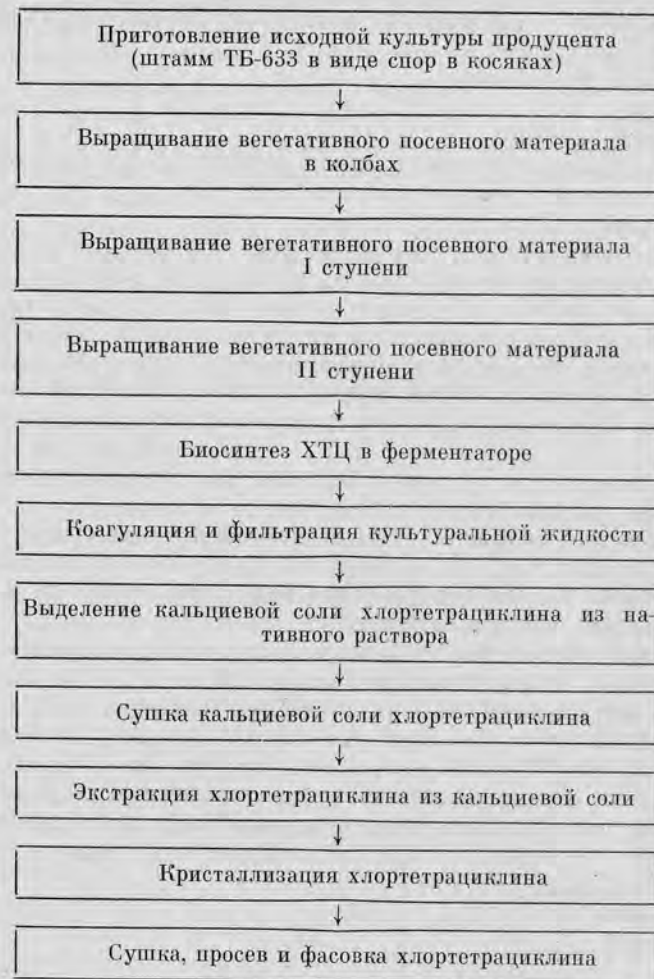 Приготовление исходной культуры продуцента
(штамм ТБ-633 в виде спор в косяках)
↓
Выращивание вегетативного посевного материала
в колбах
↓
Выращивание вегетативного посевного материала
I ступени
↓
Выращивание вегетативного посевного материала
II ступени
↓
Биосинтез ХТЦ в ферментаторе
↓
Коагуляция и фильтрация культуральной жидкости
↓
Выделение кальциевой соли хлортетрациклина из на-
тивного раствора
↓
Сушка кальциевой соли хлортетрациклина
↓
Экстракция хлортетрациклина из кальциевой соли
↓
Кристаллизация хлортетрациклина
↓
Сушка, просев и фасовка хлортетрациклина